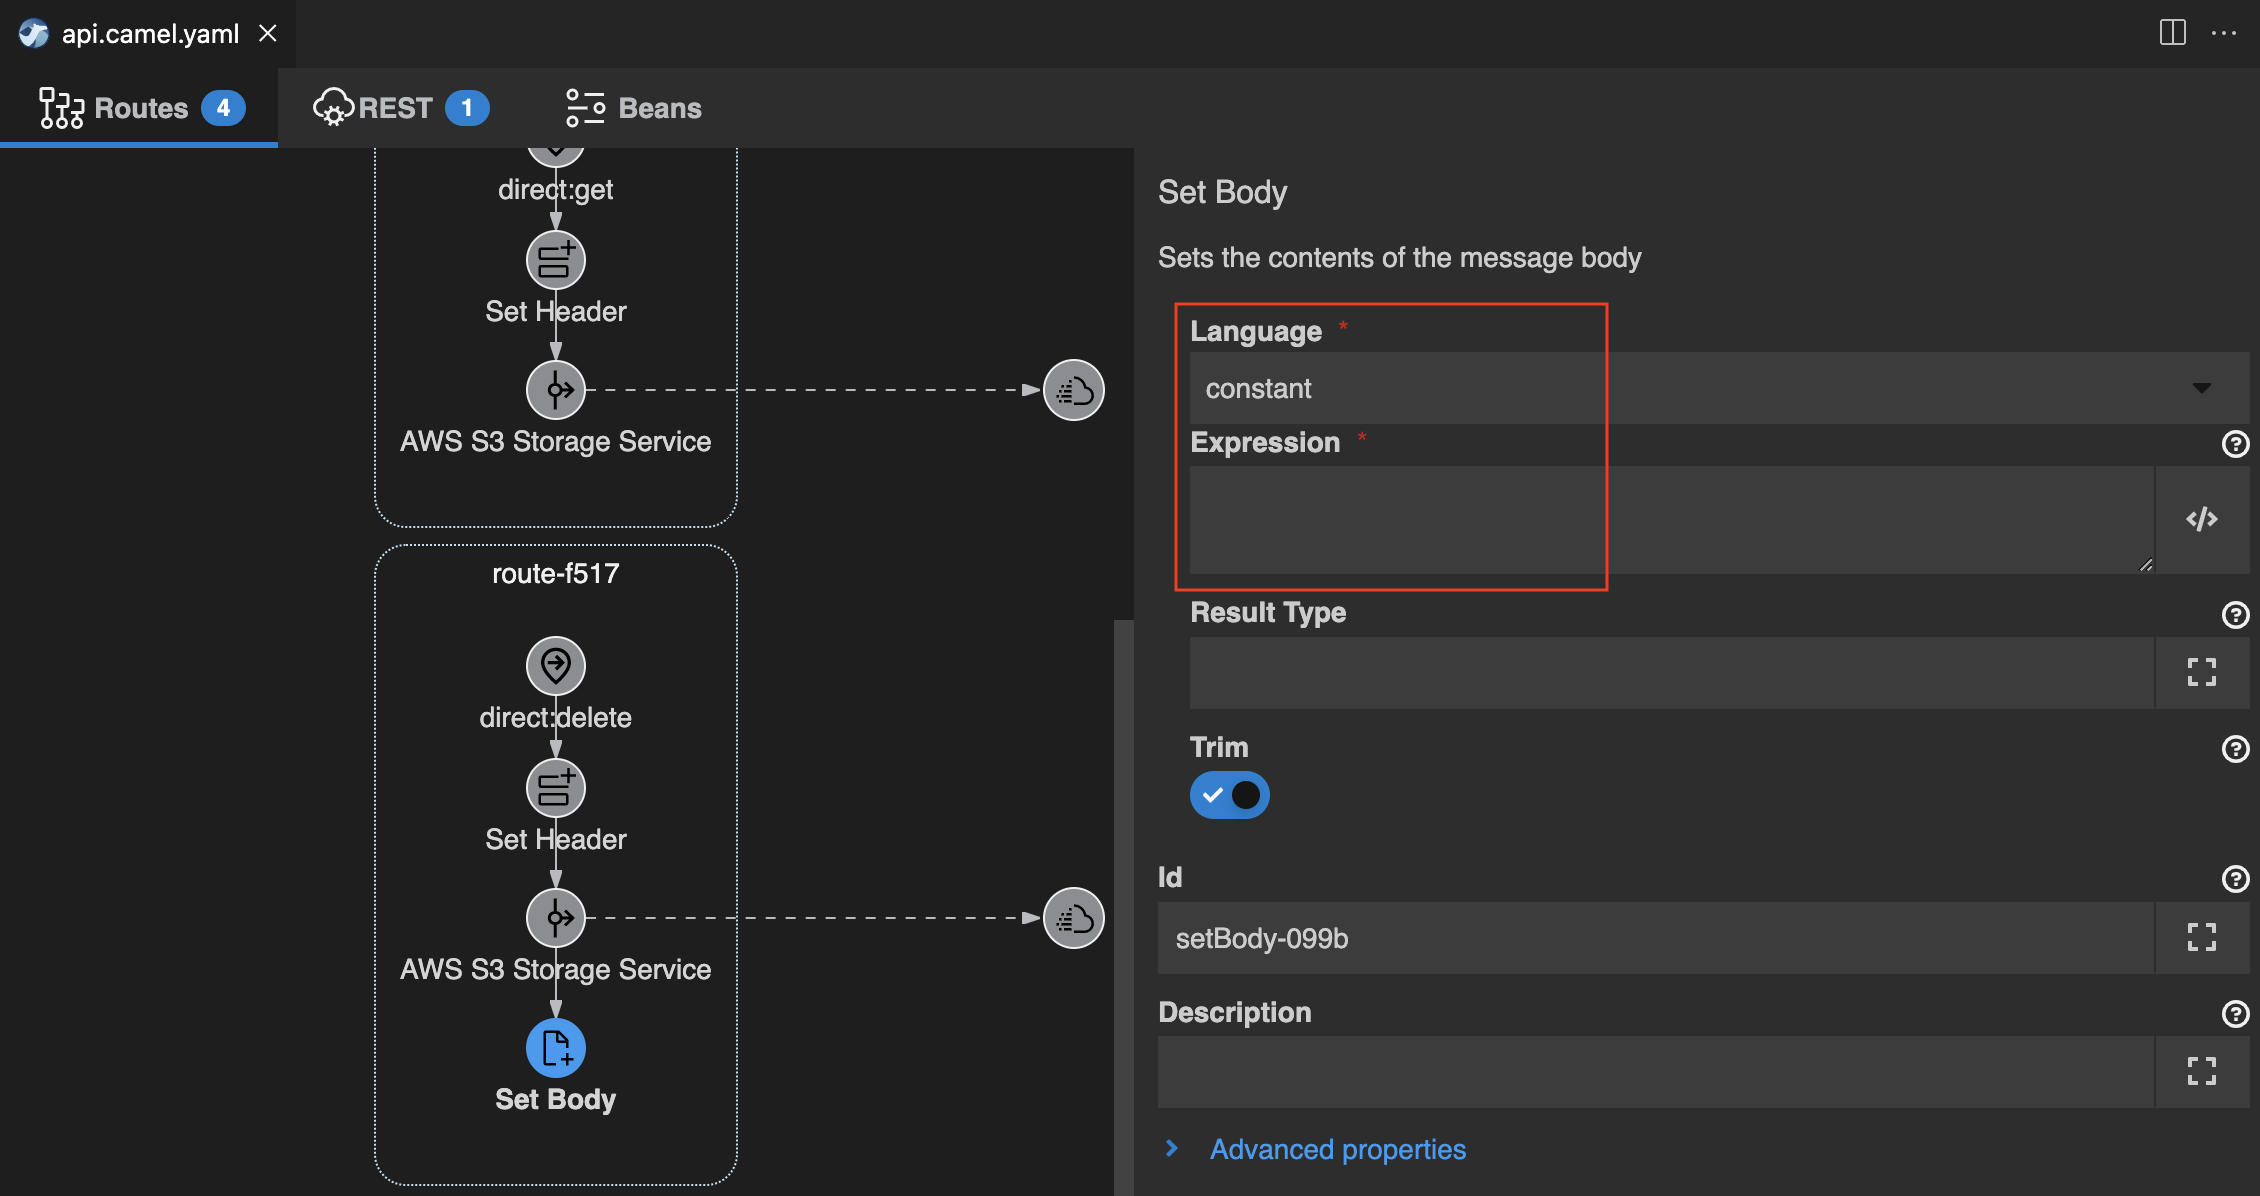 api.camel.yaml
Routes 4
REST 1
Beans
direct:get
Set Header
AWS S3 Storage Service
route-f517
direct:delete
Set Header
AWS S3 Storage Service
Set Body
Set Body
Sets the contents of the message body
Language *
constant
Expression *
Result Type
Trim
Id
setBody-099b
Description
Advanced properties